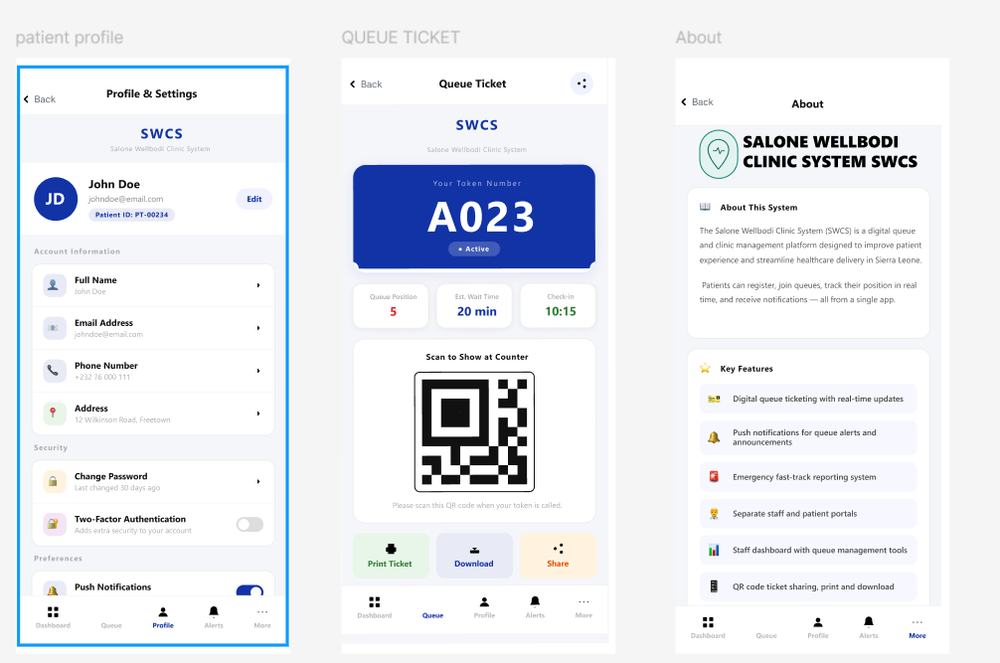 patient profile
Back
Profile & Settings
SWCS
Salone Wellbodi Clinic System
JD
John Doe
johndoe@email.com
Patient ID: PT-00234
Edit
Account Information
Full Name
John Doe
Email Address
johndoe@email.com
Phone Number
+232 76 000 111
Address
12 Wilkinson Road, Freetown
Security
Change Password
Last changed 30 days ago
Two-Factor Authentication
Adds extra security to your account
Preferences
Push Notifications
Dashboard
Queue
Profile
Alerts
More
QUEUE TICKET
Back
Queue Ticket
SWCS
Salone Wellbodi Clinic System
Your Token Number
A023
● Active
Queue Position
5
Est. Wait Time
20 min
Check-in
10:15
Scan to Show at Counter
Please scan this QR code when your token is called.
Print Ticket
Download
Share
Dashboard
Queue
Profile
Alerts
More
About
Back
About
SALONE WELLBODI
CLINIC SYSTEM SWCS
About This System
The Salone Wellbodi Clinic System (SWCS) is a digital queue
and clinic management platform designed to improve patient
experience and streamline healthcare delivery in Sierra Leone.
Patients can register, join queues, track their position in real
time, and receive notifications — all from a single app.
Key Features
Digital queue ticketing with real-time updates
Push notifications for queue alerts and
announcements
Emergency fast-track reporting system
Separate staff and patient portals
Staff dashboard with queue management tools
QR code ticket sharing, print and download
Dashboard
Queue
Profile
Alerts
More